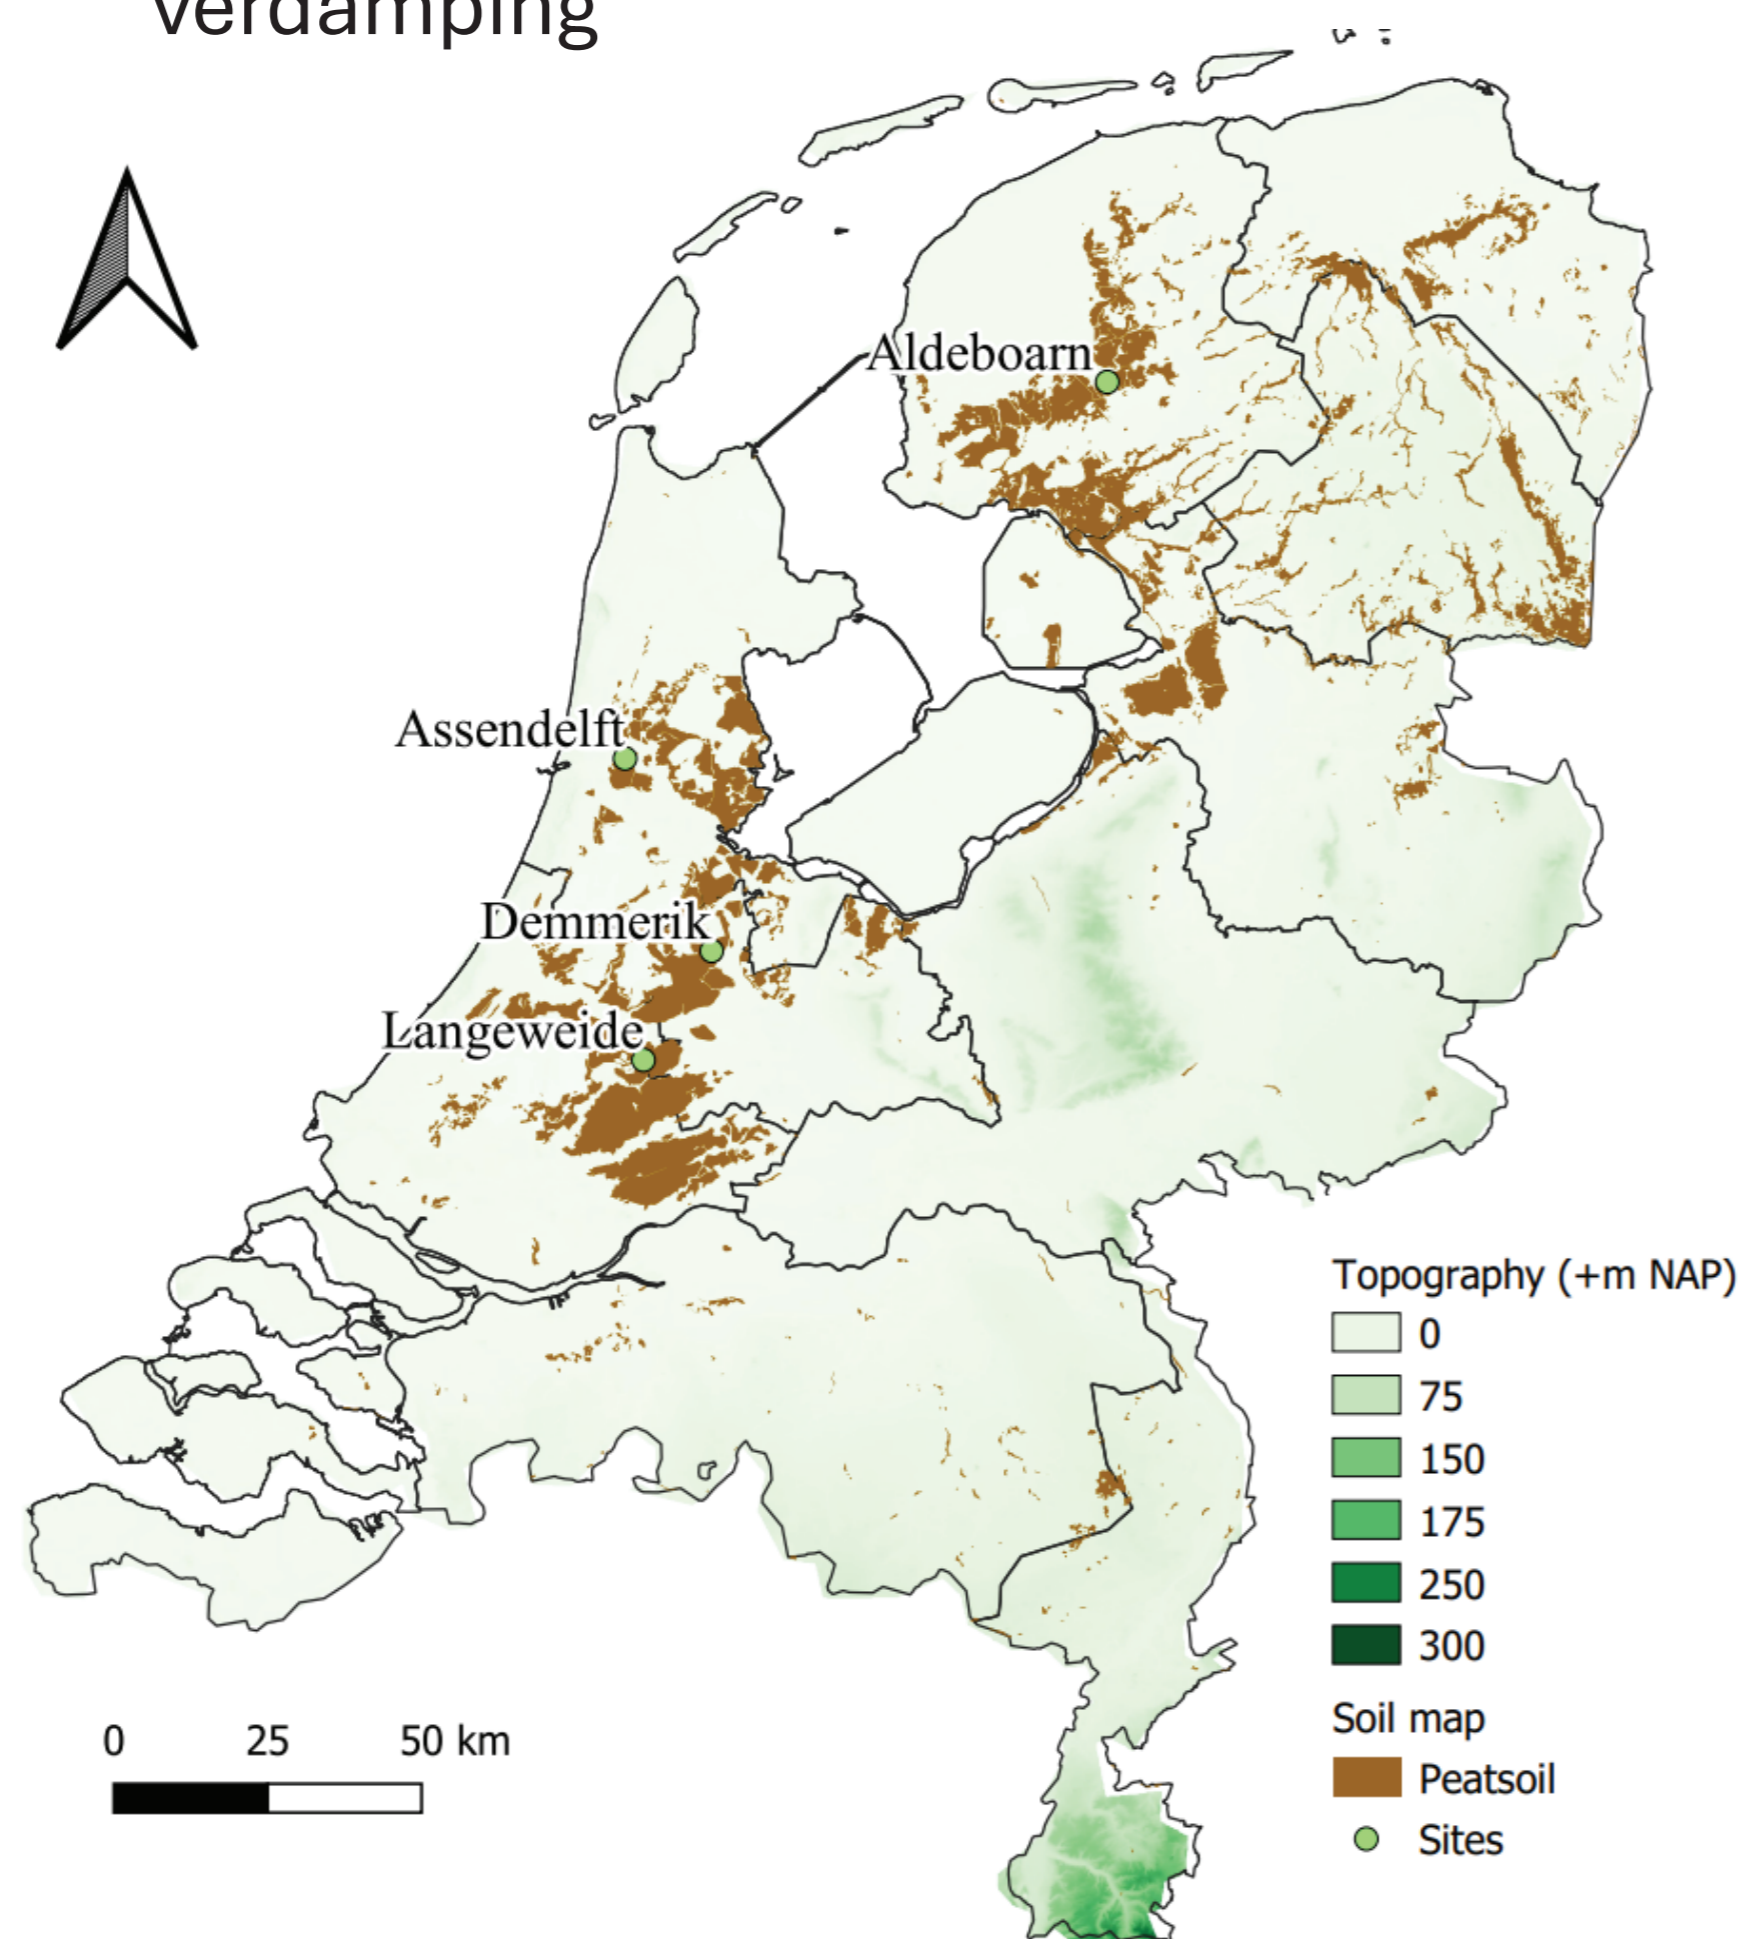 verdamping
Aldeboarn
Assendelft
Demmerik
Langeweide
Topography (+m NAP)
0
75
150
175
250
300
Soil map
Peatsoil
Sites
0 25 50 km